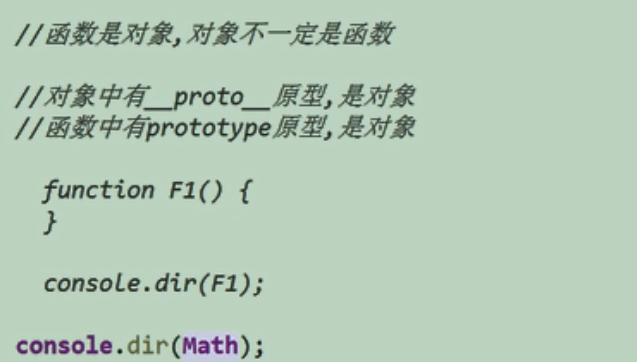 //函数是对象,对象不一定是函数
//对象中有__proto__原型,是对象
//函数中有prototype原型,是对象
function F1() {
}
console.dir(F1);
console.dir(Math);